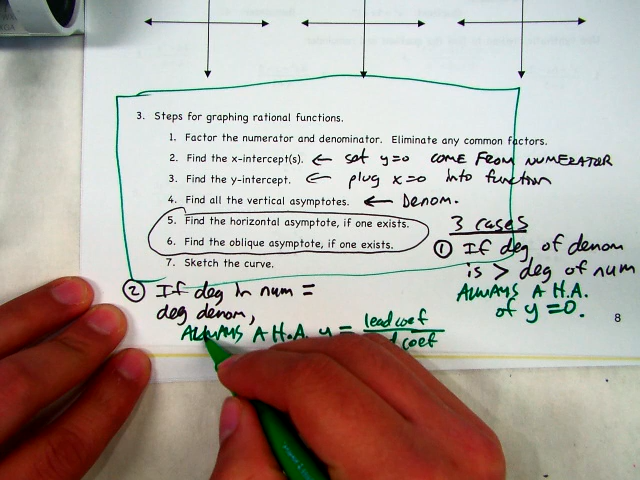 3. Steps for graphing rational functions.
1. Factor the numerator and denominator. Eliminate any common factors.
2. Find the x-intercept(s). ← set y=0 COME FROM NUMERATOR
3. Find the y-intercept. ← plug x=0 into function
4. Find all the vertical asymptotes. ← DENOM.
5. Find the horizontal asymptote, if one exists.
6. Find the oblique asymptote, if one exists.
7. Sketch the curve.
3 cases
① If deg of denom
is > deg of num
ALWAYS A H.A.
of y=0.
② If deg in num =
deg denom,
ALWAYS A H.A. y = lead coef
coef
8